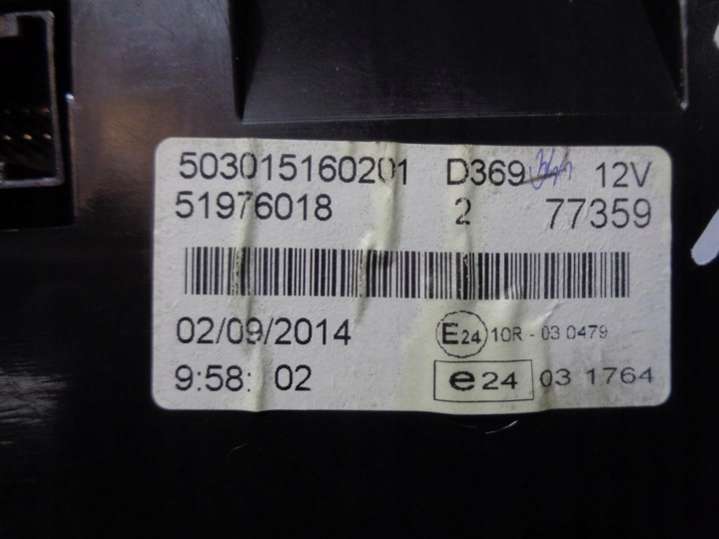 503015160201 D369 12V
51976018 2 77359
02/09/2014 E24 10R - 03 0479
9:58: 02 e24 03 1764